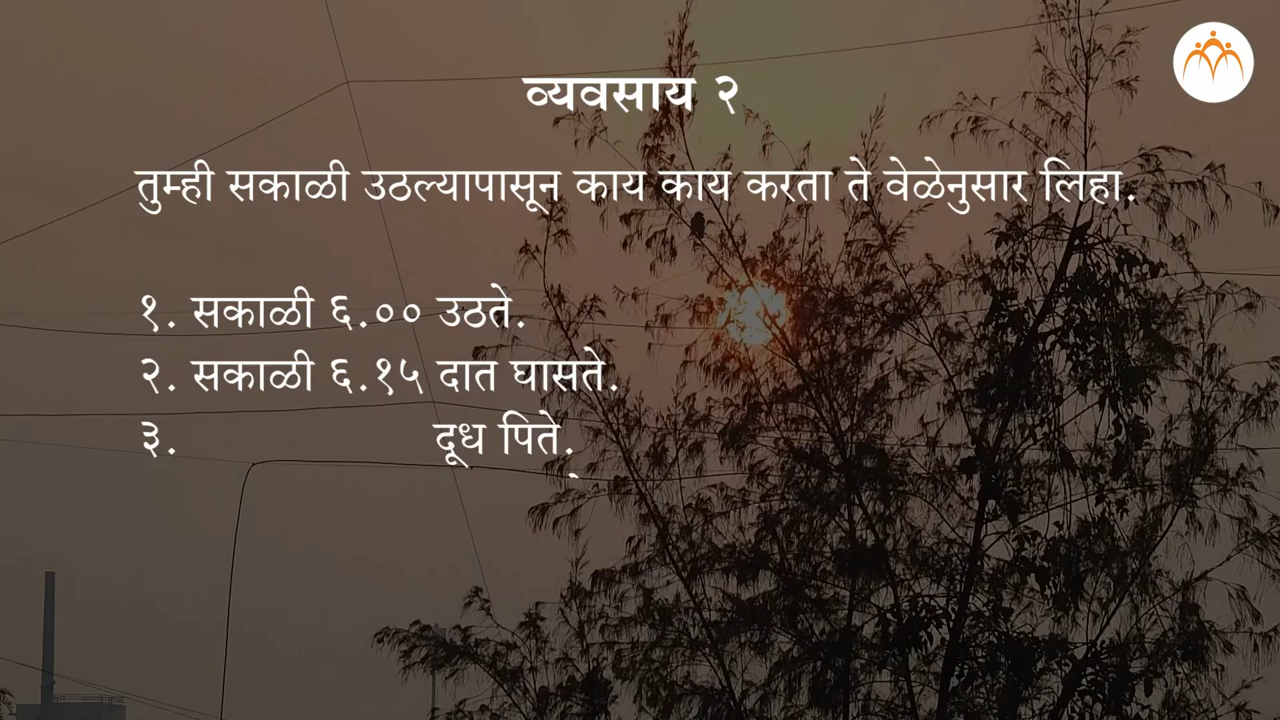 व्यवसाय २
तुम्ही सकाळी उठल्यापासून काय काय करता ते वेळेनुसार लिहा.
१. सकाळी ६.०० उठते.
२. सकाळी ६.१५ दात घासते.
३. दूध पिते.